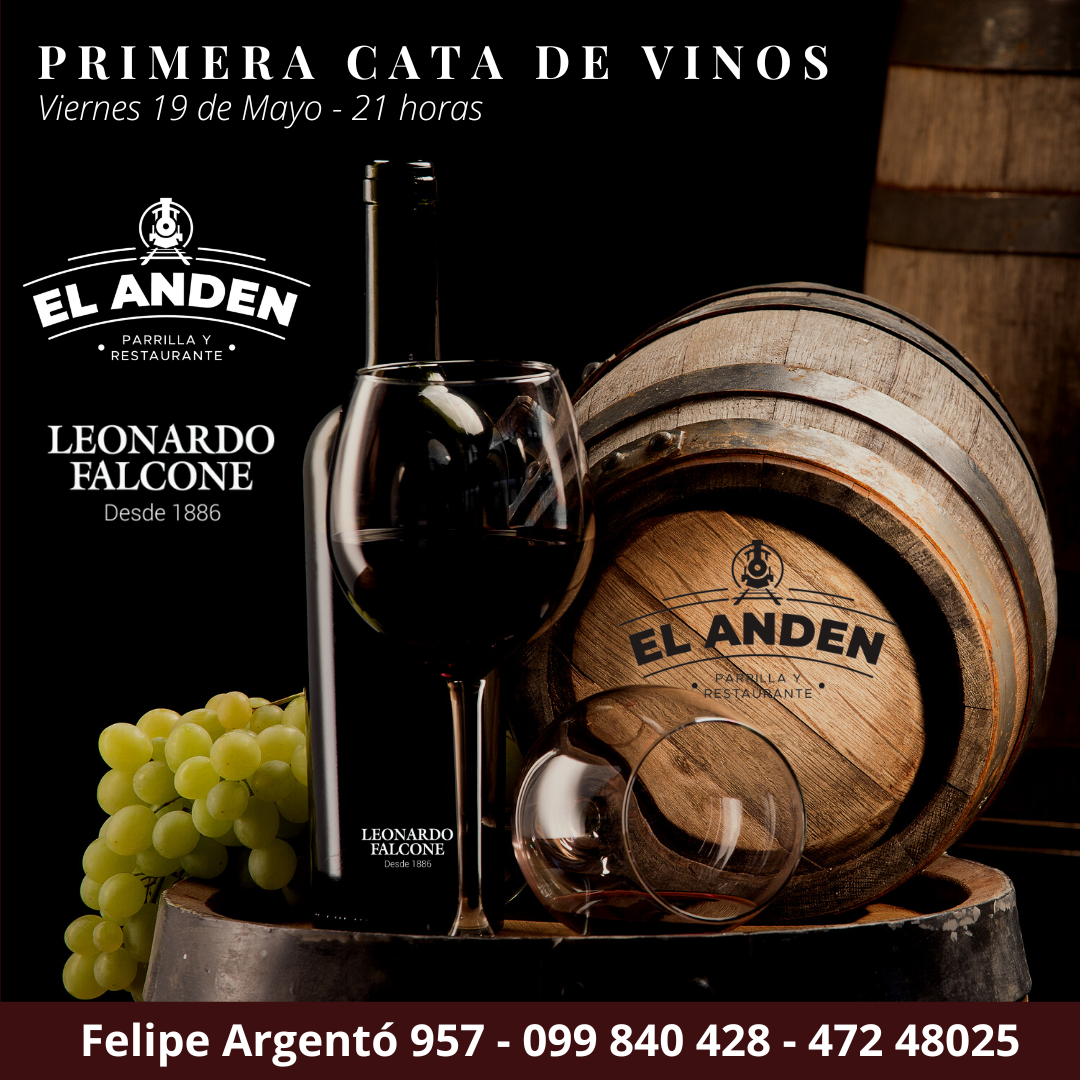 PRIMERA CATA DE VINOS
Viernes 19 de Mayo - 21 horas
EL ANDEN
PARRILLA Y
RESTAURANTE
LEONARDO
FALCONE
Desde 1886
EL ANDEN
PARRILLA Y
RESTAURANTE
LEONARDO
FALCONE
Desde 1886
Felipe Argentó 957 - 099 840 428 - 472 48025